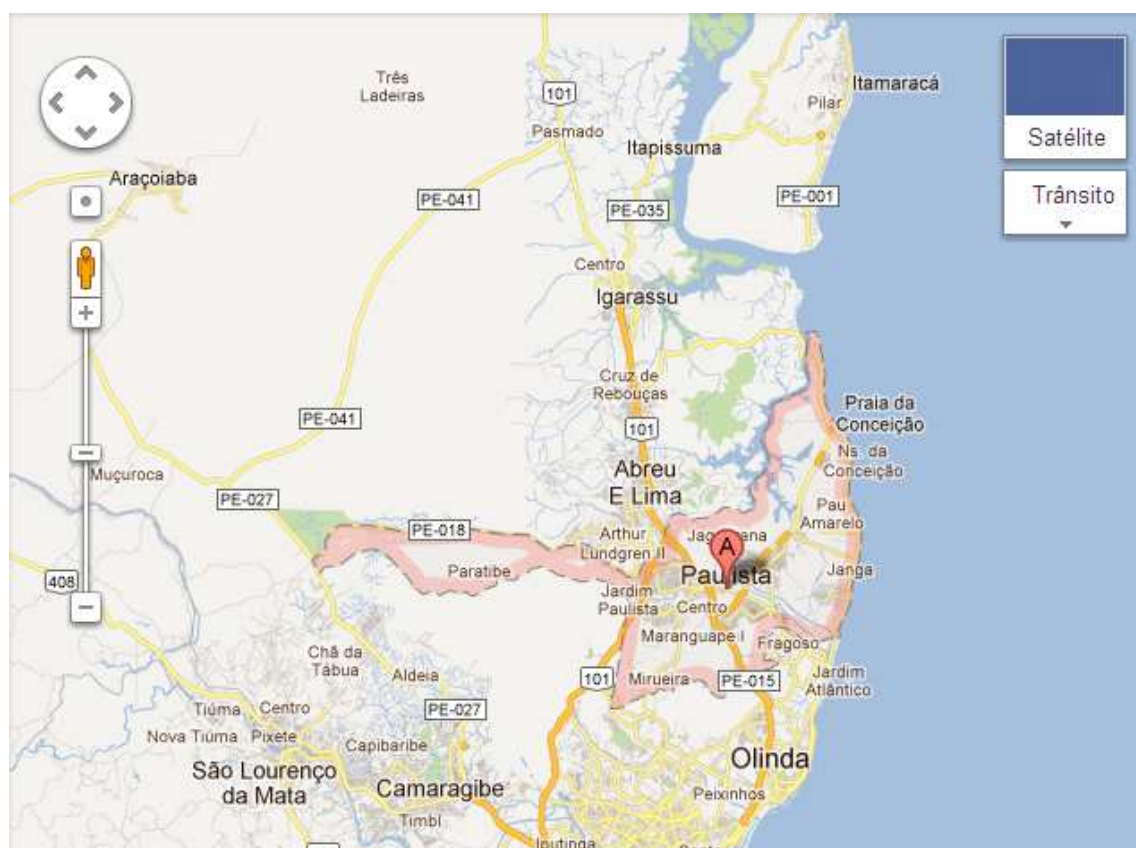 Três
Ladeiras
101
Itamaracá
Pilar
Satélite
Pasmado
Itapissuma
Araçoiaba
PE-041
PE-035
PE-001
Trânsito
Centro
Igarassu
Cruz de
Rebouças
PE-041
101
Praia da
Conceição
Ns. da
Conceição
Abreu
E Lima
Muçuroca
PE-027
Pau
Amarelo
PE-018
Arthur
Lundgren II
A
Paratibe
Paulista
Janga
408
Jardim
Paulista
Centro
Maranguape I
Fragoso
Chã da
Tábua
Aldeia
101
Mirueira
PE-015
Jardim
Atlântico
Tiúma
Centro
PE-027
Nova Tiúma
Pixete
Capibaribe
Olinda
São Lourenço
da Mata
Camaragibe
Peixinhos
Timbl